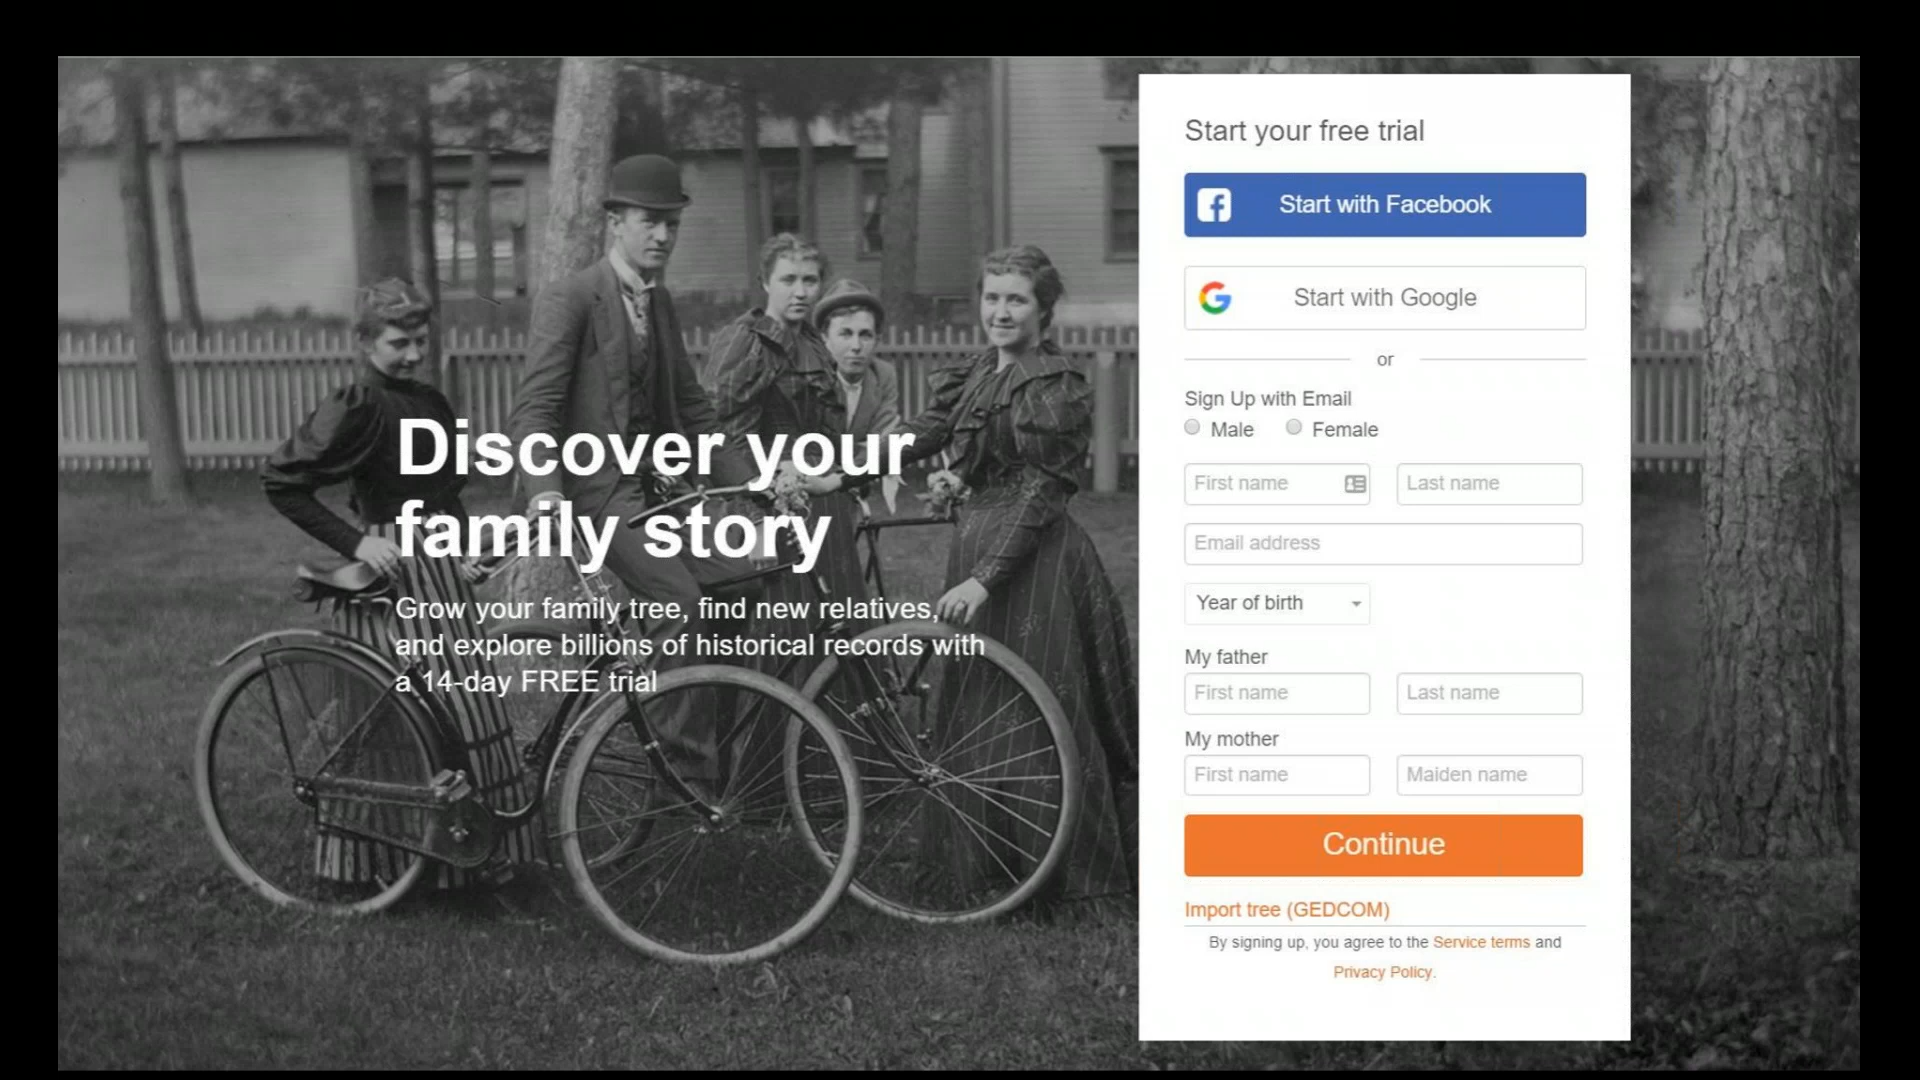 Discover your
family story
Grow your family tree, find new relatives,
and explore billions of historical records with
a 14-day FREE trial
Start your free trial
Start with Facebook
Start with Google
or
Sign Up with Email
Male Female
First name Last name
Email address
Year of birth
My father
First name Last name
My mother
First name Maiden name
Continue
Import tree (GEDCOM)
By signing up, you agree to the Service terms and
Privacy Policy.